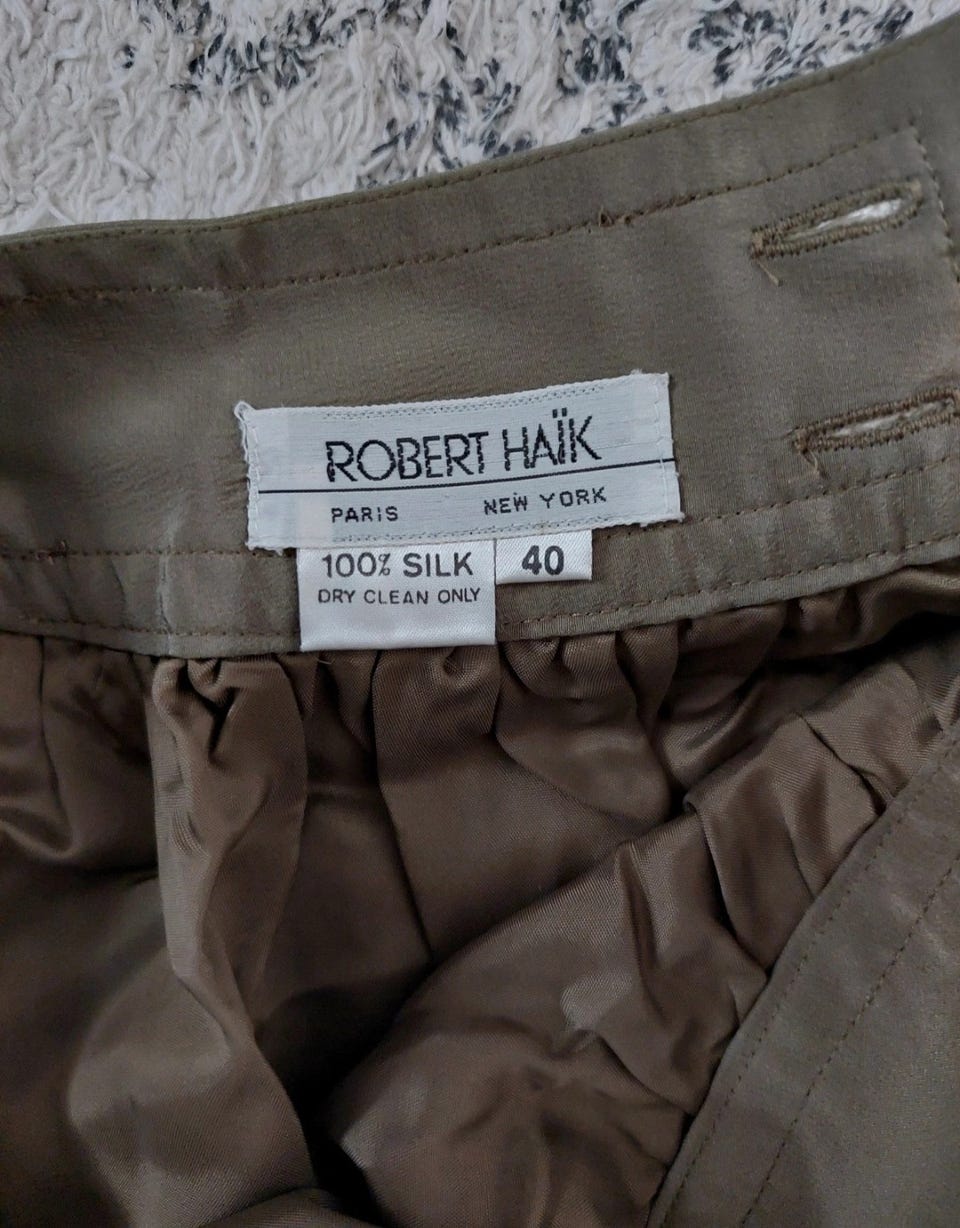 ROBERT HAÏK
PARIS NEW YORK
100% SILK 40
DRY CLEAN ONLY